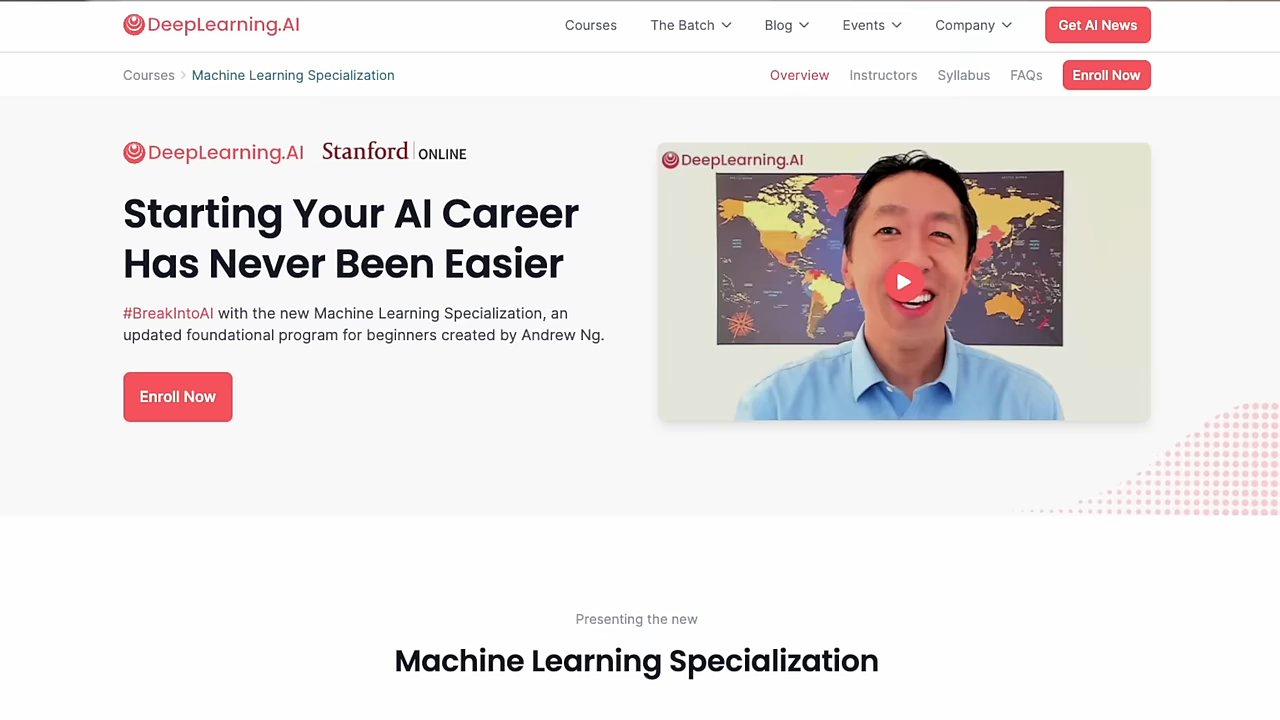 DeepLearning.AI
Courses
The Batch
Blog
Events
Company
Get AI News
Courses > Machine Learning Specialization
Overview
Instructors
Syllabus
FAQs
Enroll Now
DeepLearning.AI
Stanford | ONLINE
Starting Your AI Career
Has Never Been Easier
#BreakIntoAI with the new Machine Learning Specialization, an
updated foundational program for beginners created by Andrew Ng.
Enroll Now
DeepLearning.AI
Presenting the new
Machine Learning Specialization